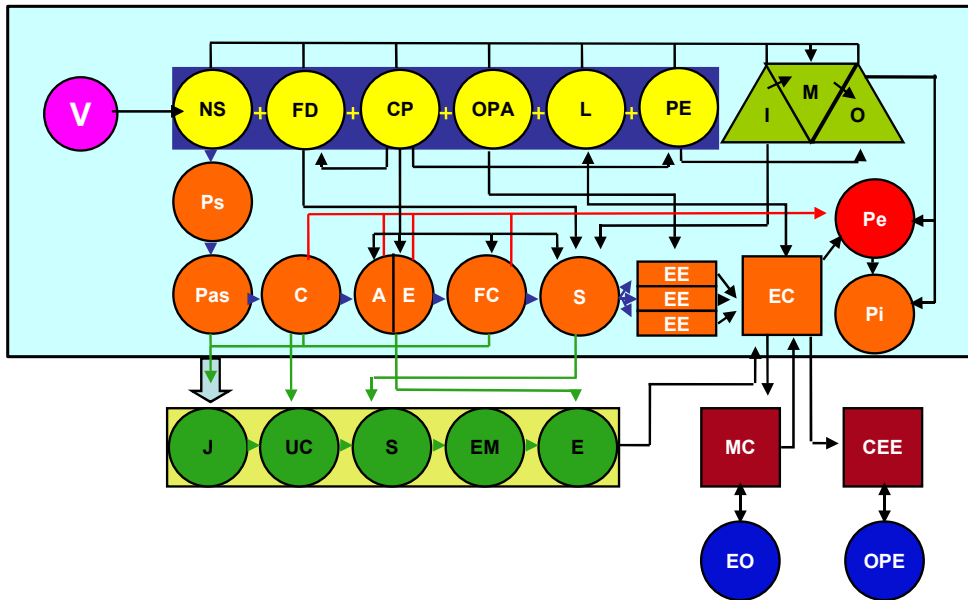 V
NS + FD + CP + OPA + L + PE
I M O
Ps
Pe
Pas C A E FC S
EE
EE
EE
EC
Pi
J UC S EM E
MC CEE
EO OPE